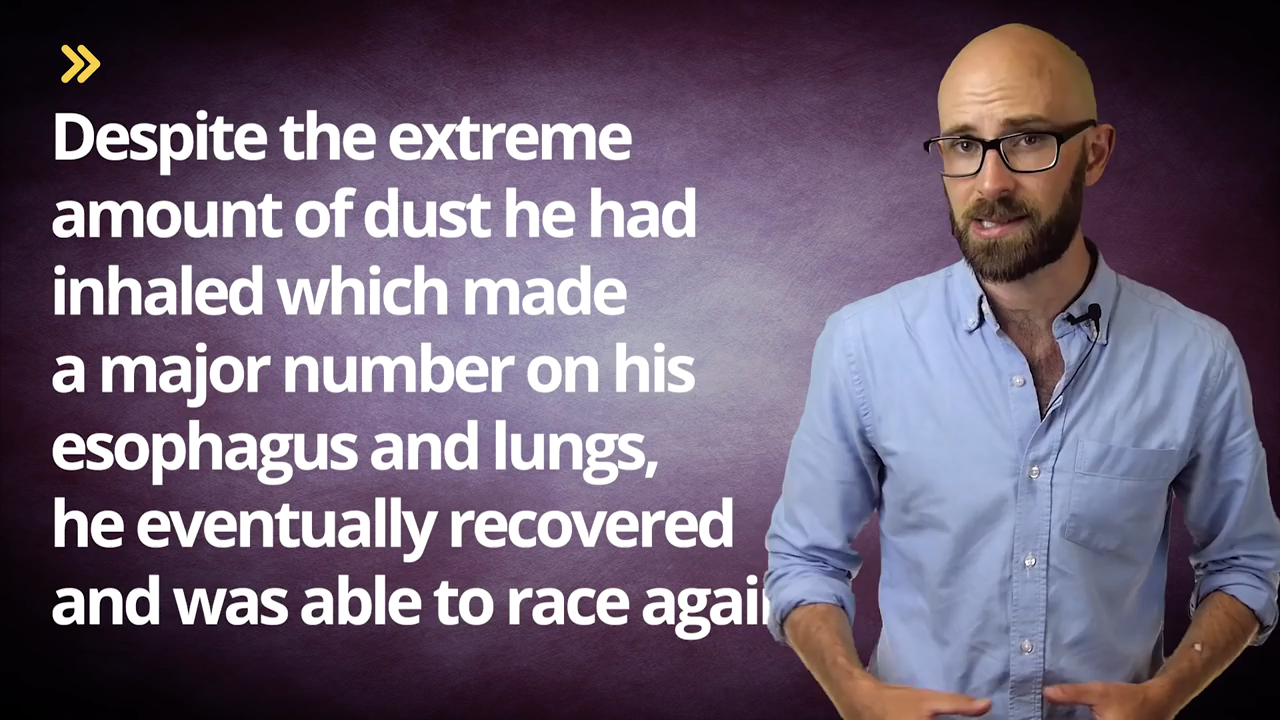 Despite the extreme
amount of dust he had
inhaled which made
a major number on his
esophagus and lungs,
he eventually recovered
and was able to race again